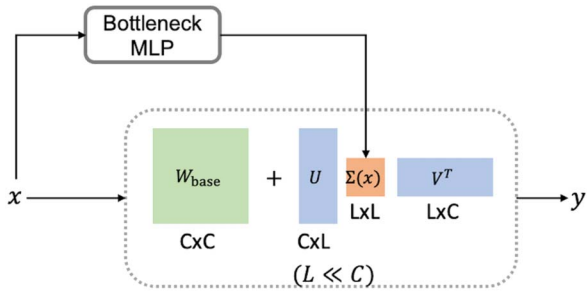 Bottleneck
MLP
x
W_base
+
U
Σ(x)
V^T
y
CxC
CxL
LxL
LxC
(L ≪ C)